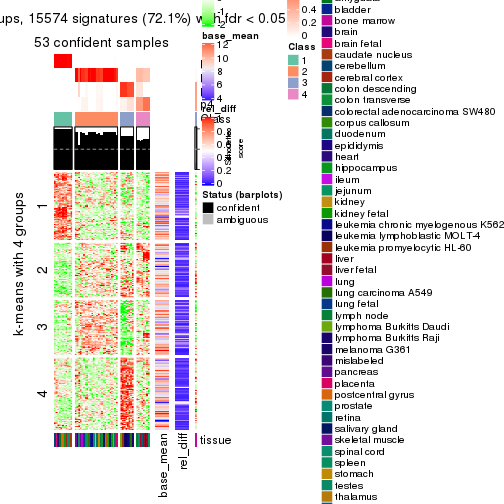 ups, 15574 signatures (72.1%) with fdr < 0.05
53 confident samples
k-means with 4 groups
1
2
3
4
base_mean
rel_diff
tissue
-2
base_mean
12
10
8
6
4
rel_diff
0
Silhouette
score
Status (barplots)
confident
ambiguous
0.4
0.2
0
Class
1
2
3
4
bladder
bone marrow
brain
brain fetal
caudate nucleus
cerebellum
cerebral cortex
colon descending
colon transverse
colorectal adenocarcinoma SW480
corpus callosum
duodenum
epididymis
heart
hippocampus
ileum
jejunum
kidney
kidney fetal
leukemia chronic myelogenous K562
leukemia lymphoblastic MOLT-4
leukemia promyelocytic HL-60
liver
liver fetal
lung
lung carcinoma A549
lung fetal
lymph node
lymphoma Burkitts Daudi
lymphoma Burkitts Raji
melanoma G361
mislabeled
pancreas
placenta
postcentral gyrus
prostate
retina
salivary gland
skeletal muscle
spinal cord
spleen
stomach
testes
thalamus